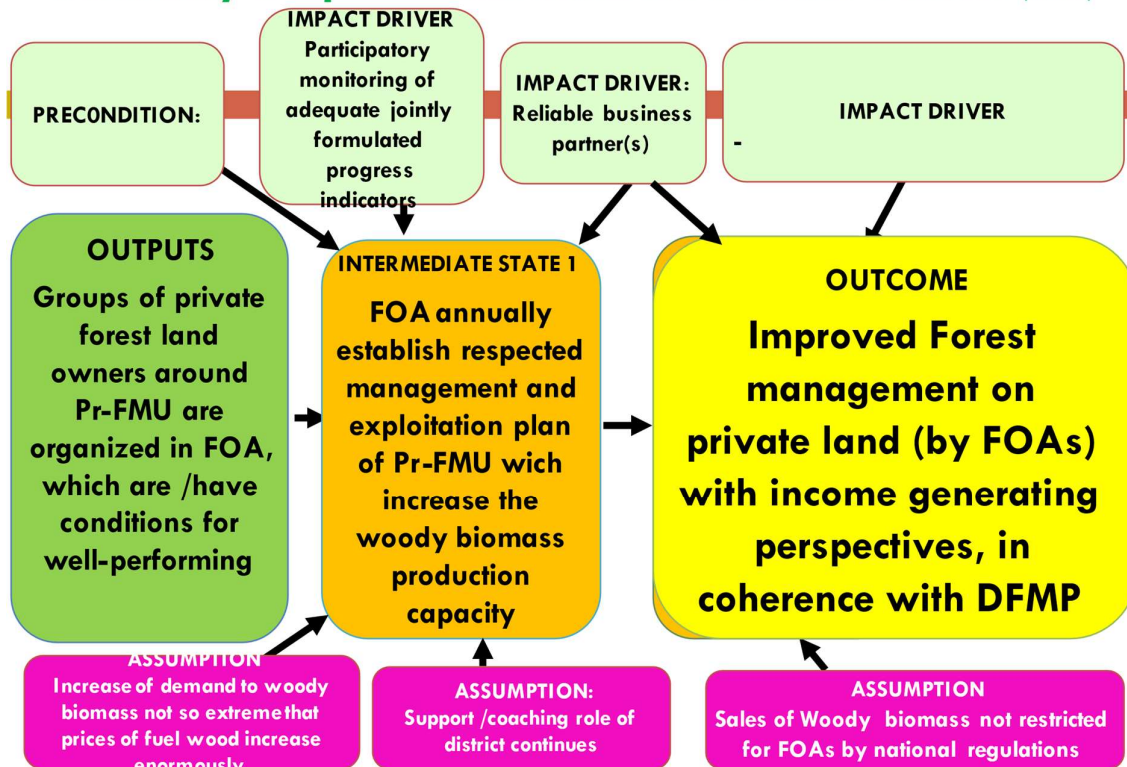 PREC0NDITION:
IMPACT DRIVER
Participatory
monitoring of
adequate jointly
formulated
progress
indicators
IMPACT DRIVER:
Reliable business
partner(s)
IMPACT DRIVER
-
OUTPUTS
Groups of private
forest land
owners around
Pr-FMU are
organized in FOA,
which are /have
conditions for
well-performing
INTERMEDIATE STATE 1
FOA annually
establish respected
management and
exploitation plan
of Pr-FMU wich
increase the
woody biomass
production
capacity
OUTCOME
Improved Forest
management on
private land (by FOAs)
with income generating
perspectives, in
coherence with DFMP
ASSUMPTION
Increase of demand to woody
biomass not so extreme that
prices of fuel wood increase
enormously
ASSUMPTION:
Support /coaching role of
district continues
ASSUMPTION
Sales of Woody biomass not restricted
for FOAs by national regulations